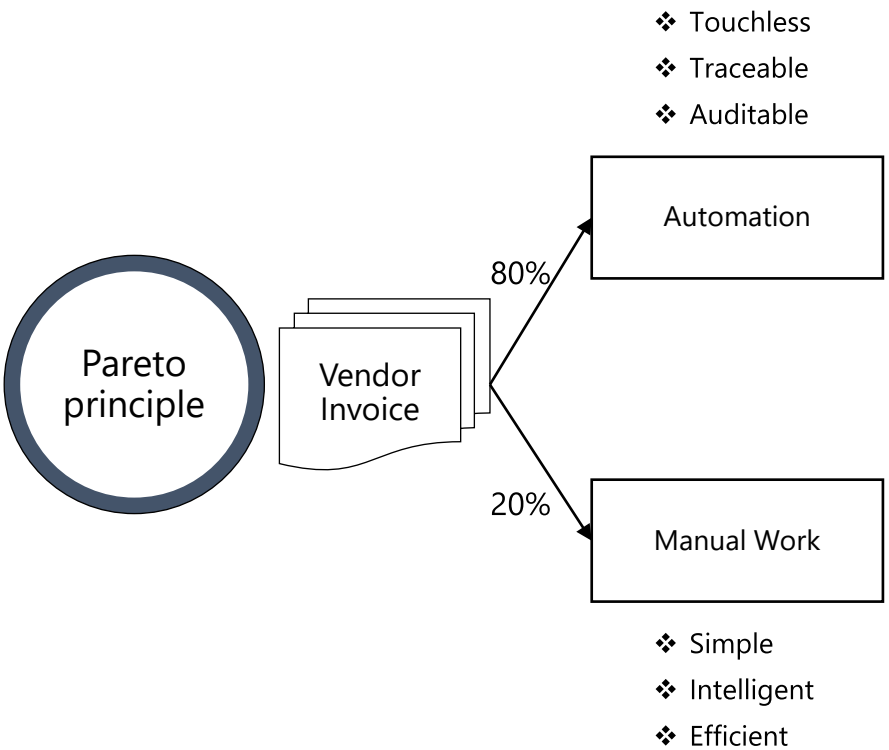 Pareto
principle
Vendor
Invoice
80%
20%
❖ Touchless
❖ Traceable
❖ Auditable
Automation
Manual Work
❖ Simple
❖ Intelligent
❖ Efficient